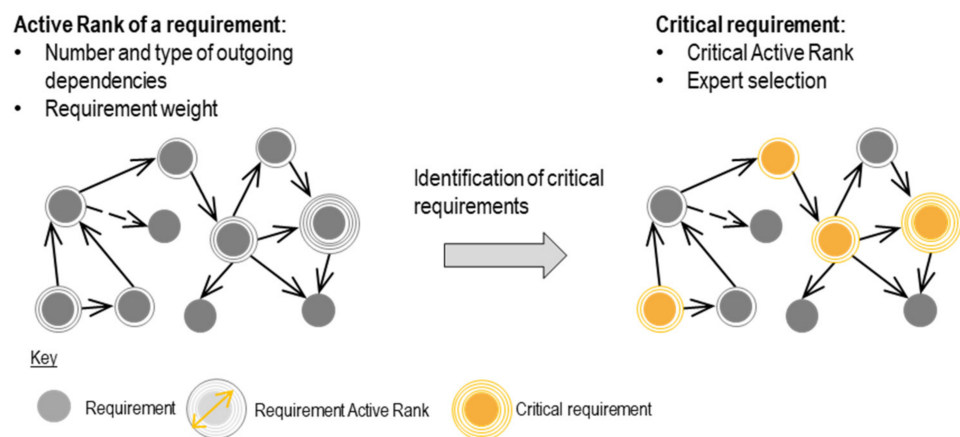 Active Rank of a requirement:
• Number and type of outgoing
dependencies
• Requirement weight
Identification of critical
requirements
Critical requirement:
• Critical Active Rank
• Expert selection
Key
Requirement
Requirement Active Rank
Critical requirement